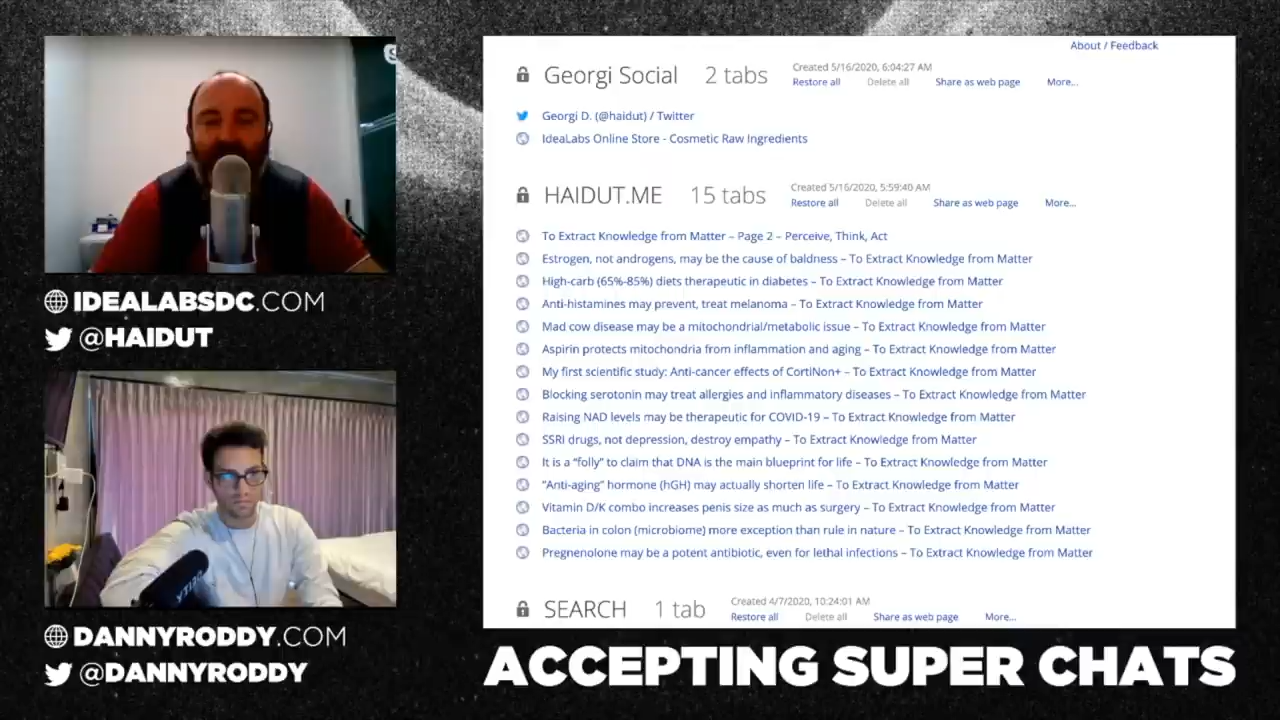 IDEALABSDC.COM
@HAIDUT
DANNYRODDY.COM
@DANNYRODDY
About / Feedback
Georgi Social 2 tabs Created 5/16/2020, 6:04:27 AM
Restore all Delete all Share as web page More...
Georgi D. (@haidut) / Twitter
IdeaLabs Online Store - Cosmetic Raw Ingredients
HAIDUT.ME 15 tabs Created 5/16/2020, 5:59:40 AM
Restore all Delete all Share as web page More...
To Extract Knowledge from Matter – Page 2 – Perceive, Think, Act
Estrogen, not androgens, may be the cause of baldness – To Extract Knowledge from Matter
High-carb (65%-85%) diets therapeutic in diabetes – To Extract Knowledge from Matter
Anti-histamines may prevent, treat melanoma – To Extract Knowledge from Matter
Mad cow disease may be a mitochondrial/metabolic issue – To Extract Knowledge from Matter
Aspirin protects mitochondria from inflammation and aging – To Extract Knowledge from Matter
My first scientific study: Anti-cancer effects of CortiNon+ – To Extract Knowledge from Matter
Blocking serotonin may treat allergies and inflammatory diseases – To Extract Knowledge from Matter
Raising NAD levels may be therapeutic for COVID-19 – To Extract Knowledge from Matter
SSRI drugs, not depression, destroy empathy – To Extract Knowledge from Matter
It is a “folly” to claim that DNA is the main blueprint for life – To Extract Knowledge from Matter
“Anti-aging” hormone (hGH) may actually shorten life – To Extract Knowledge from Matter
Vitamin D/K combo increases penis size as much as surgery – To Extract Knowledge from Matter
Bacteria in colon (microbiome) more exception than rule in nature – To Extract Knowledge from Matter
Pregnenolone may be a potent antibiotic, even for lethal infections – To Extract Knowledge from Matter
SEARCH 1 tab Created 4/7/2020, 10:24:01 AM
Restore all Delete all Share as web page More...
ACCEPTING SUPER CHATS